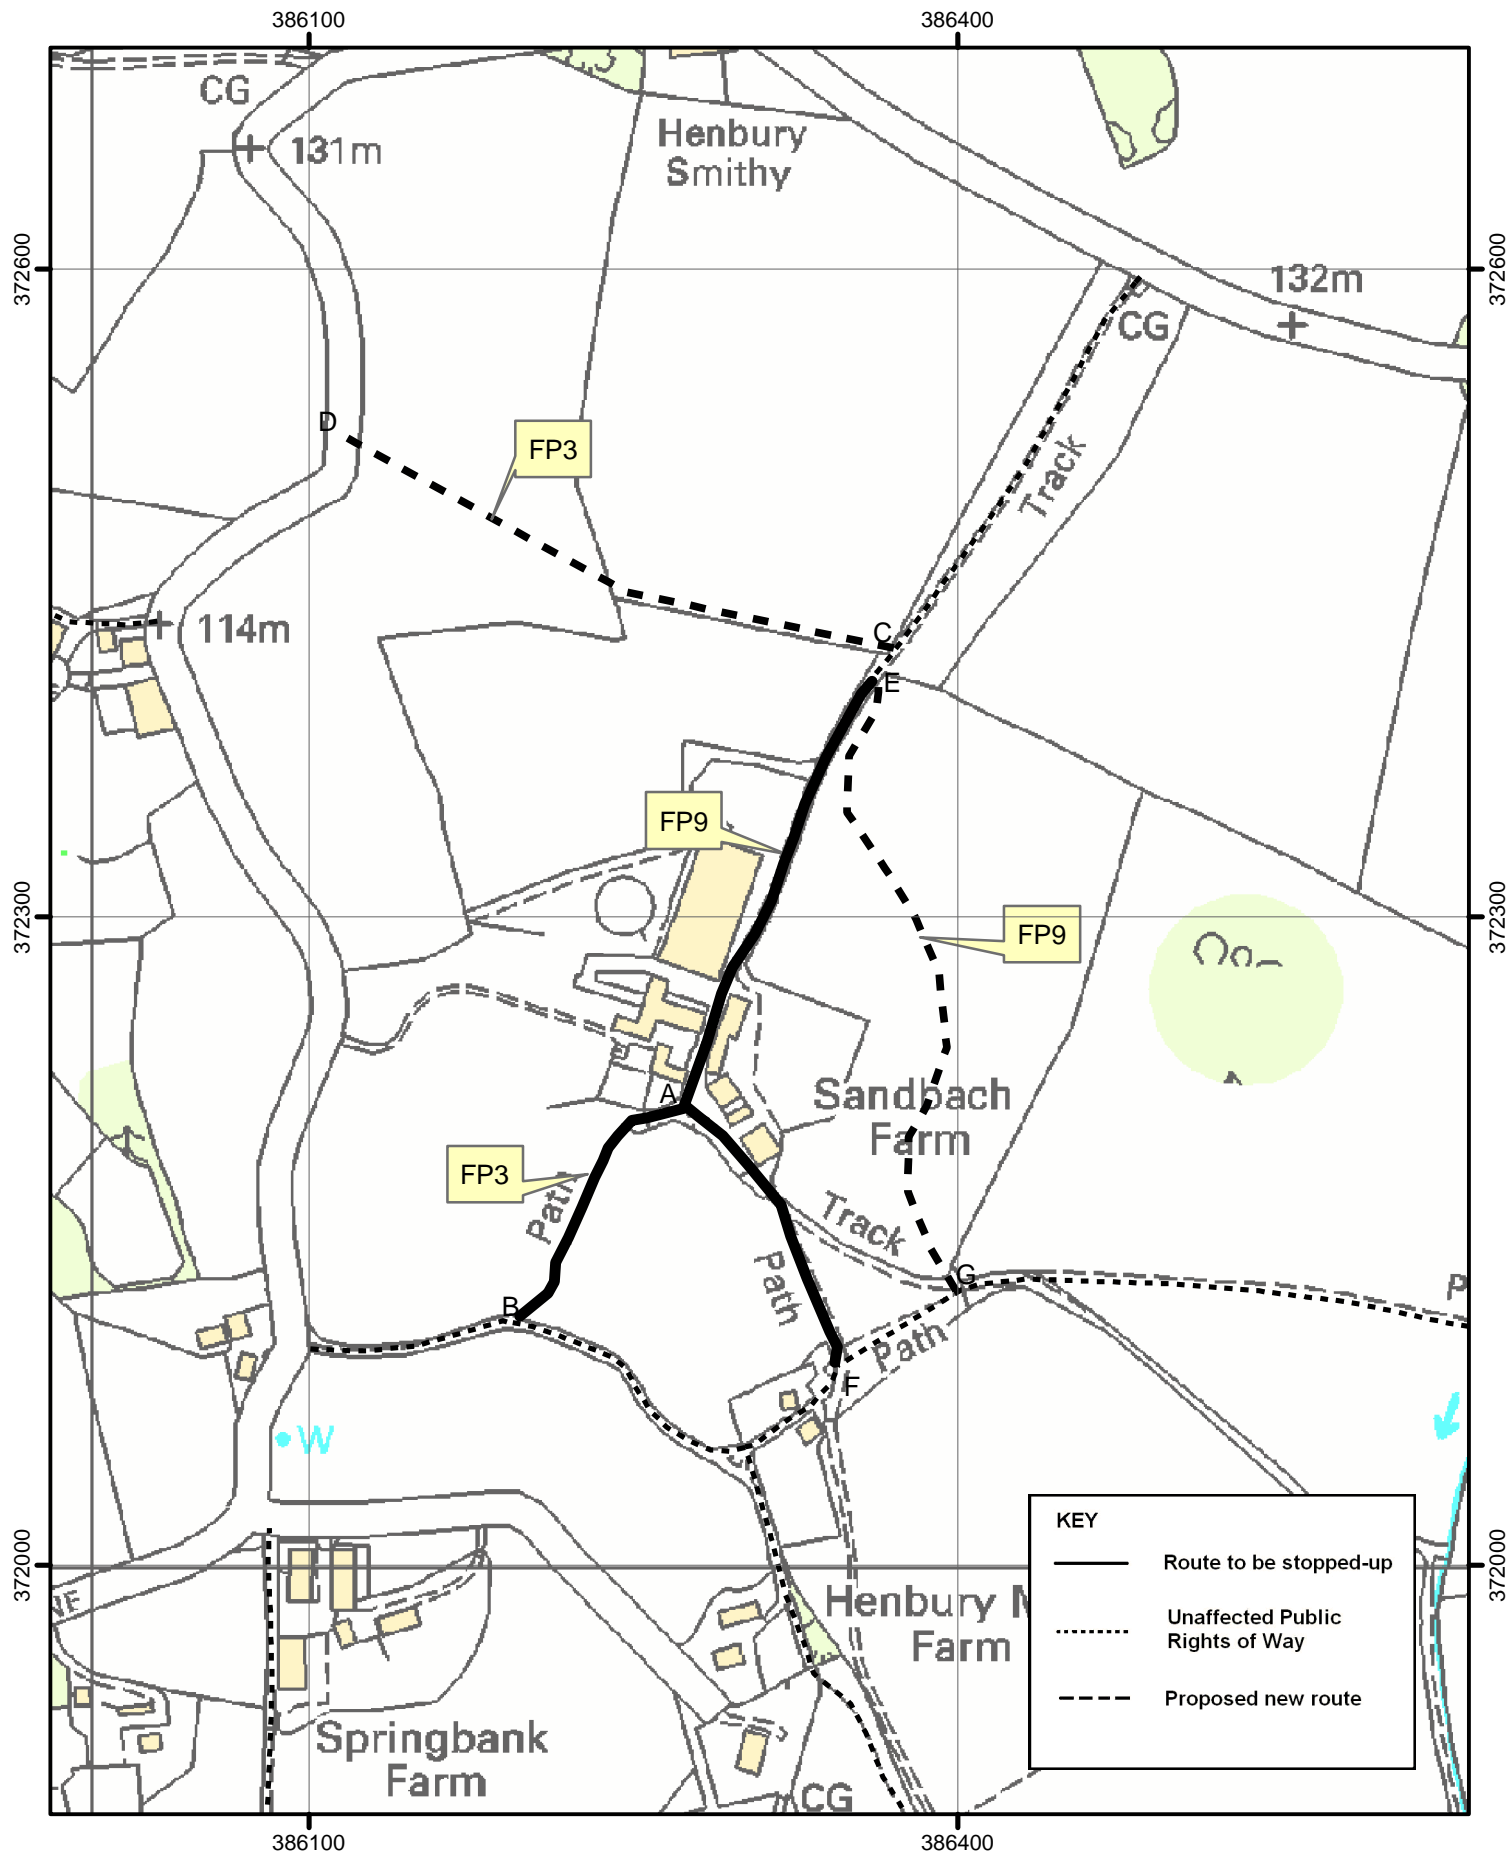 386100
386400
CG
131m
Henbury
Smithy
372600
372600
132m
CG
D
FP3
Track
114m
C
E
FP9
372300
372300
FP9
A
Sandbach
Farm
FP3
Path
Track
Path
G
P
B
Path
F
W
KEY
Route to be stopped-up
372000
372000
Henbury M
Farm
Unaffected Public
Rights of Way
Proposed new route
Springbank
Farm
CG
386100
386400